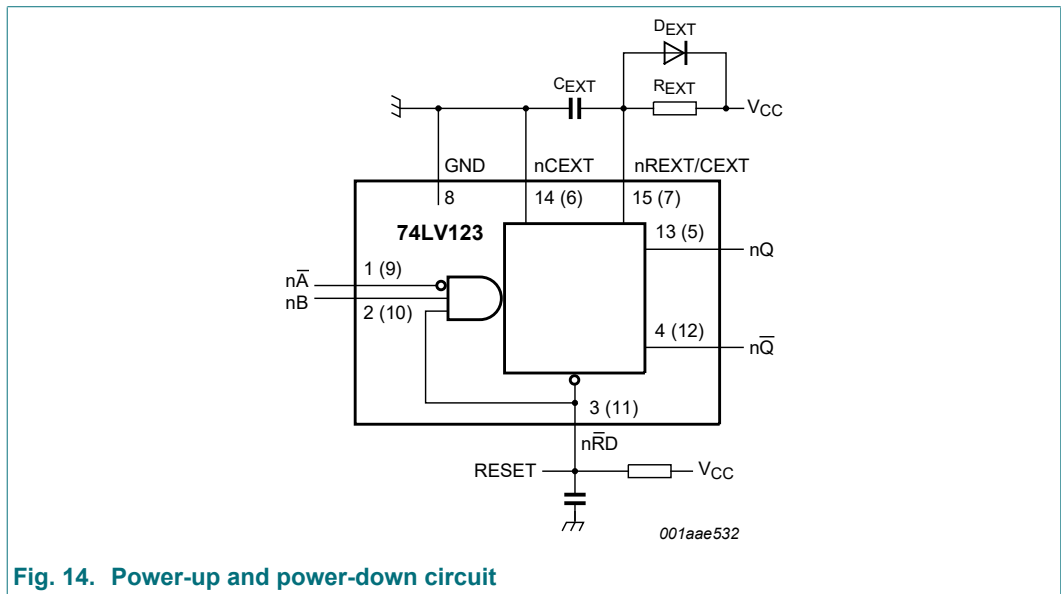 DEXT
CEXT
REXT
VCC
GND
nCEXT
nREXT/CEXT
8
14 (6)
15 (7)
74LV123
13 (5)
nQ
1 (9)
nA̅
nB
2 (10)
4 (12)
nQ̅
3 (11)
nR̅D
RESET
VCC
001aae532
Fig. 14. Power-up and power-down circuit